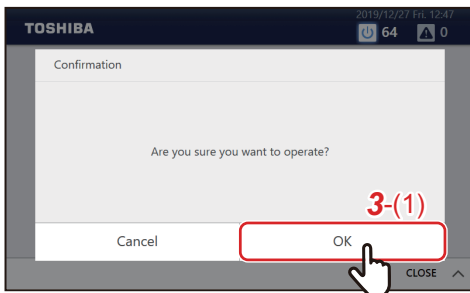 2019/12/27 Fri. 12:47
TOSHIBA
64
0
Confirmation
Are you sure you want to operate?
3-(1)
Cancel
OK
CLOSE